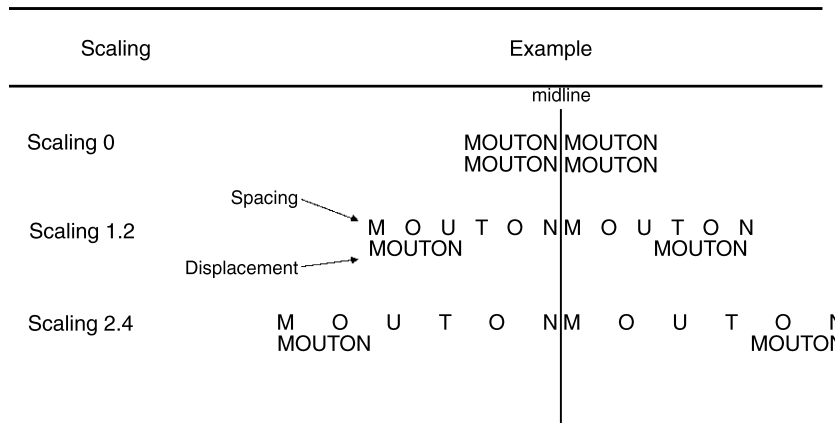 Scaling Example
midline
Scaling 0 MOUTON MOUTON
MOUTON MOUTON
Spacing
Scaling 1.2 M O U T O N M O U T O N
MOUTON MOUTON
Displacement
Scaling 2.4 M O U T O N M O U T O N
MOUTON MOUTON